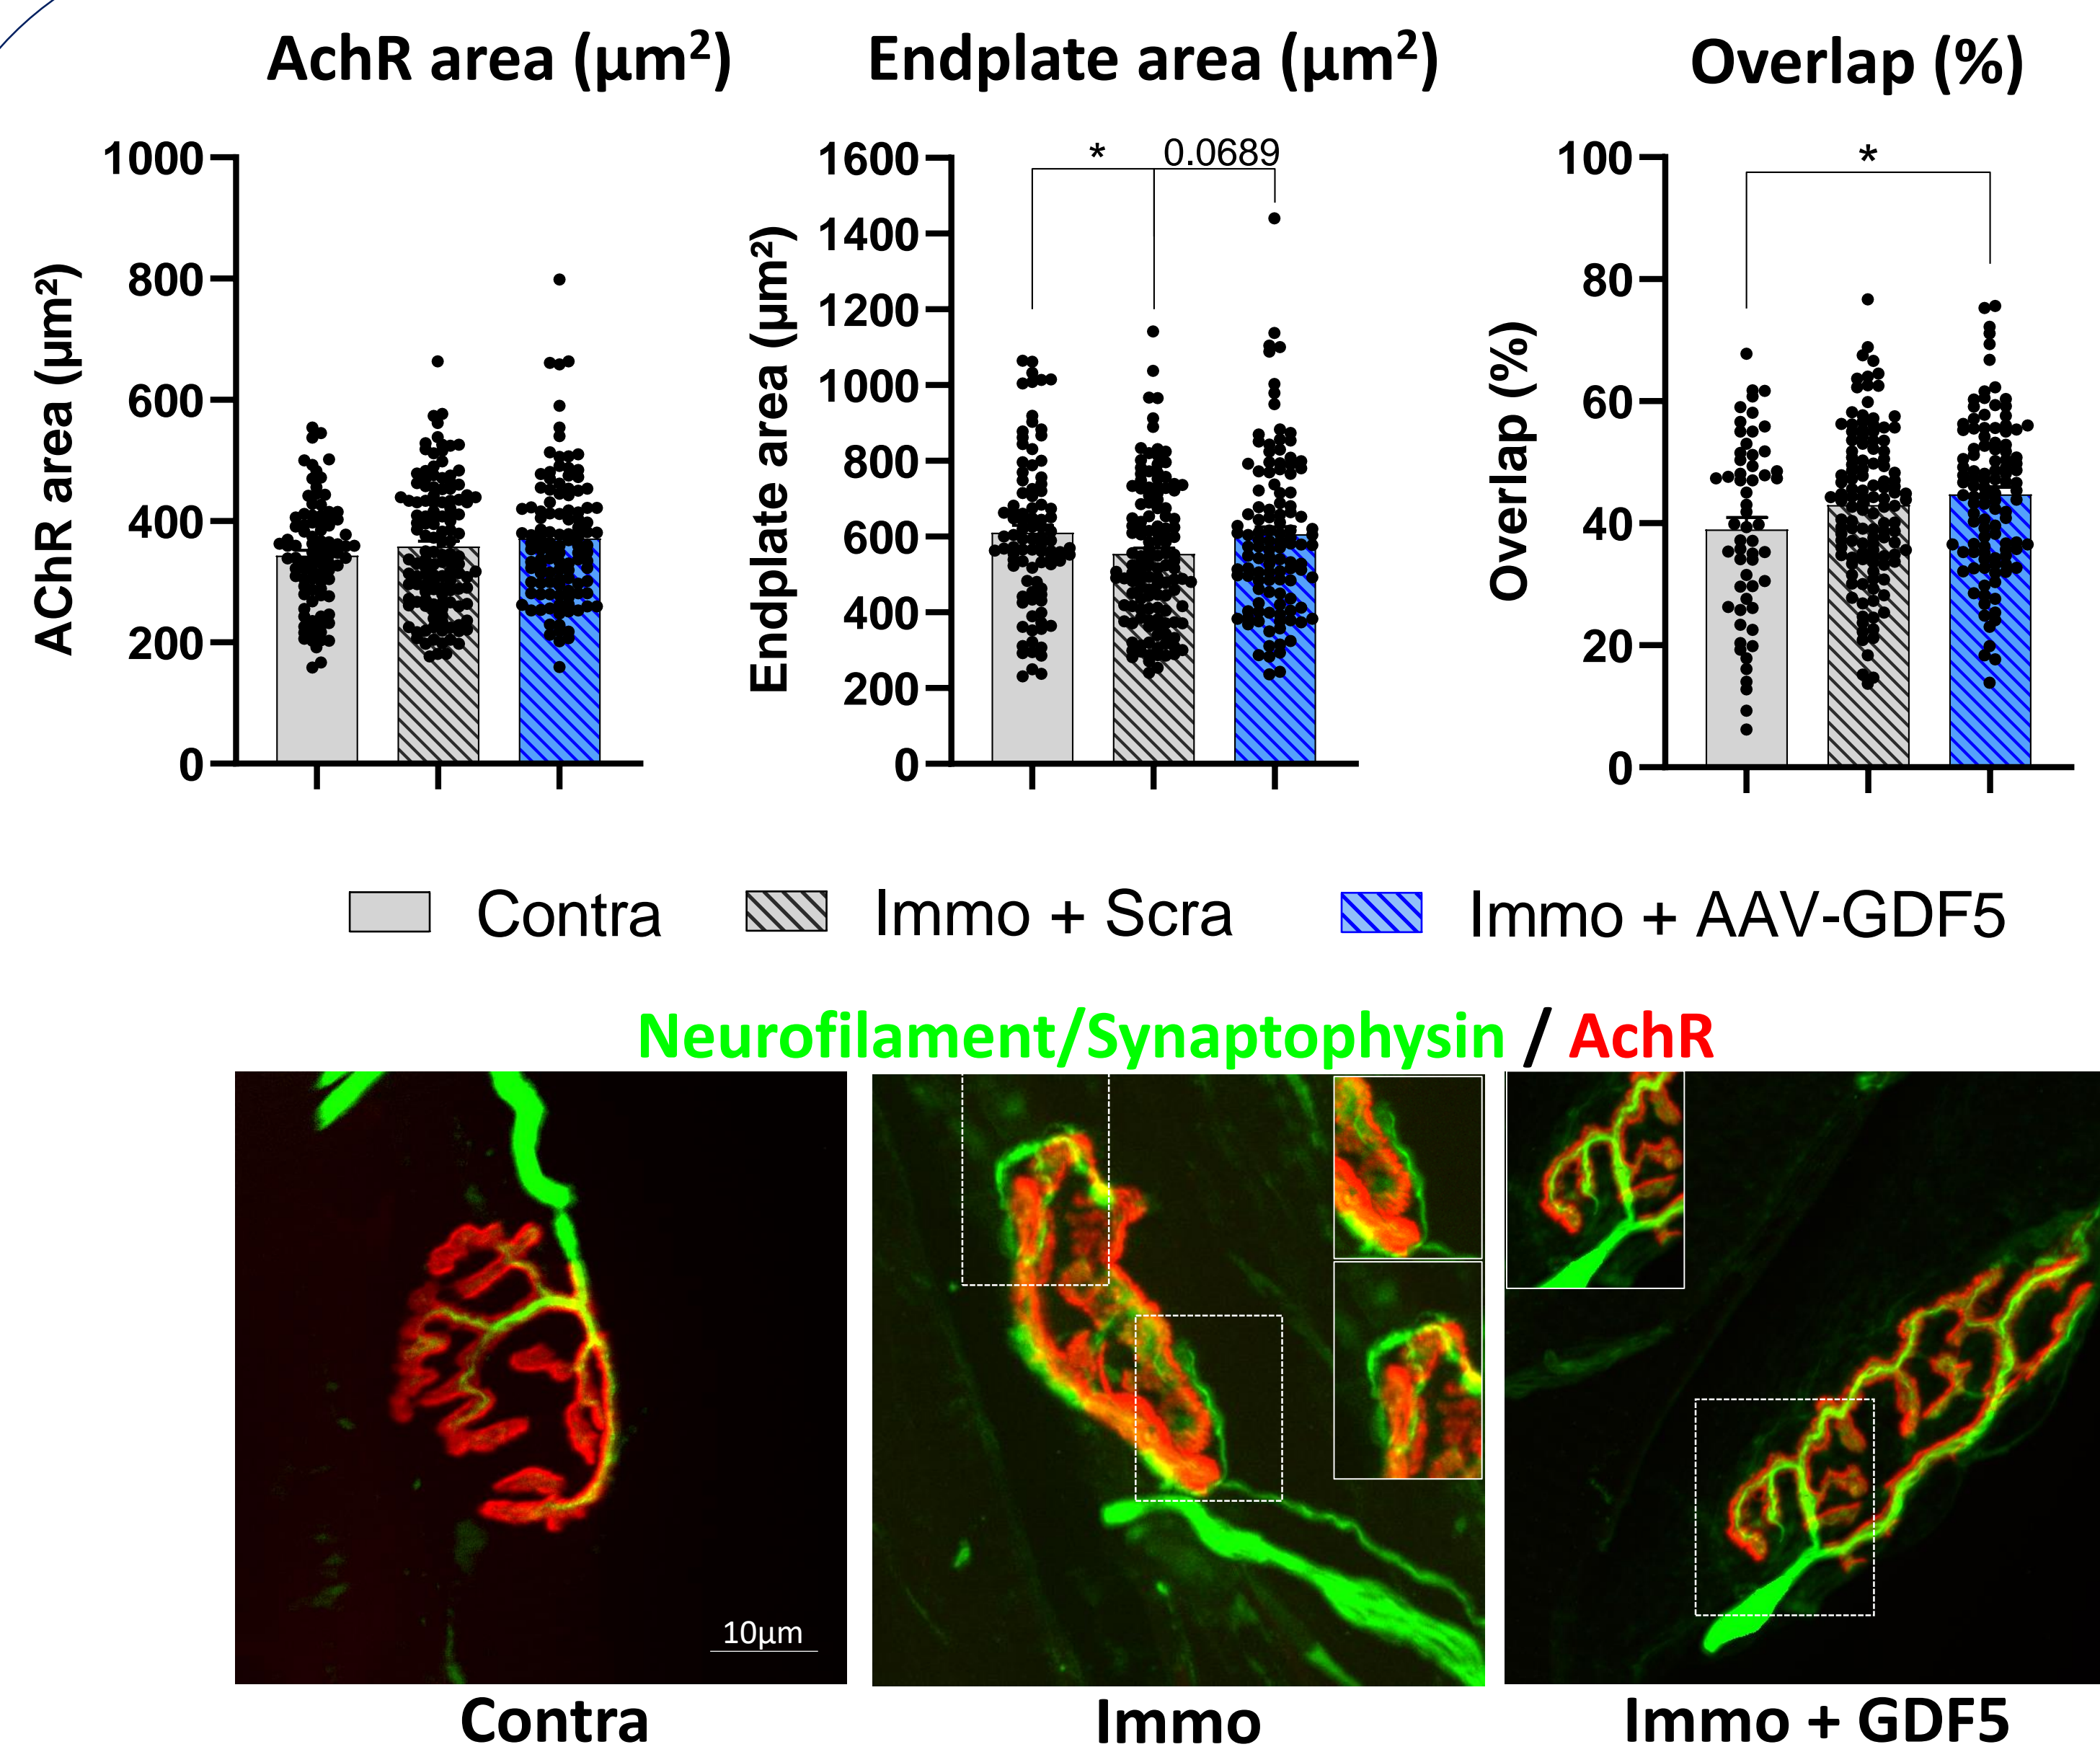 AchR area (µm²)
Endplate area (µm²)
Overlap (%)
AChR area (µm²)
1000
800
600
400
200
0
Endplate area (µm²)
1600
1400
1200
1000
800
600
400
200
0
*
0.0689
Overlap (%)
100
80
60
40
20
0
*
Contra
Immo + Scra
Immo + AAV-GDF5
Neurofilament/Synaptophysin / AchR
10µm
Contra
Immo
Immo + GDF5